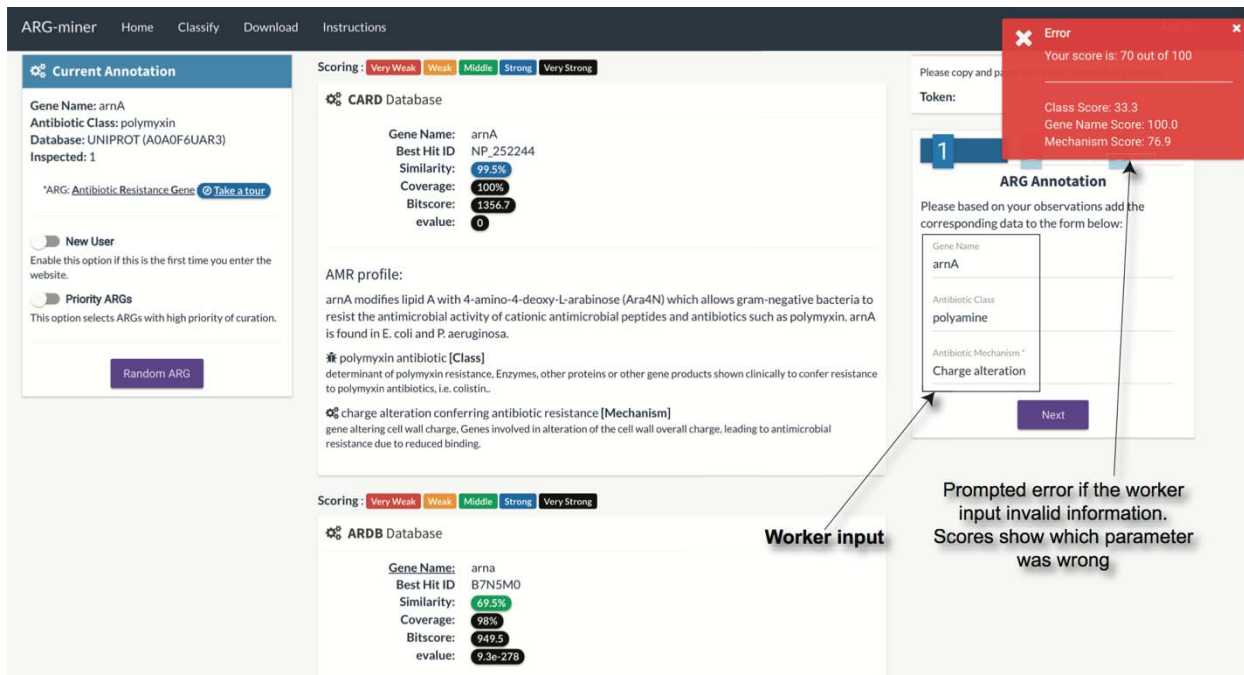 ARG-miner Home Classify Download Instructions
Current Annotation
Gene Name: arnA
Antibiotic Class: polymyxin
Database: UNIPROT (A0A0F6UAR3)
Inspected: 1
*ARG: Antibiotic Resistance Gene Take a tour
New User
Enable this option if this is the first time you enter the
website.
Priority ARGs
This option selects ARGs with high priority of curation.
Random ARG
Scoring : Very Weak Weak Middle Strong Very Strong
CARD Database
Gene Name: arnA
Best Hit ID NP_252244
Similarity: 99.5%
Coverage: 100%
Bitscore: 1356.7
evalue: 0
AMR profile:
arnA modifies lipid A with 4-amino-4-deoxy-L-arabinose (Ara4N) which allows gram-negative bacteria to
resist the antimicrobial activity of cationic antimicrobial peptides and antibiotics such as polymyxin. arnA
is found in E. coli and P. aeruginosa.
polymyxin antibiotic [Class]
determinant of polymyxin resistance, Enzymes, other proteins or other gene products shown clinically to confer resistance
to polymyxin antibiotics, i.e. colistin..
charge alteration conferring antibiotic resistance [Mechanism]
gene altering cell wall charge, Genes involved in alteration of the cell wall overall charge, leading to antimicrobial
resistance due to reduced binding.
Scoring : Very Weak Weak Middle Strong Very Strong
ARDB Database
Gene Name: arna
Best Hit ID B7N5M0
Similarity: 69.5%
Coverage: 98%
Bitscore: 949.5
evalue: 9.3e-278
Error
Your score is: 70 out of 100
Class Score: 33.3
Gene Name Score: 100.0
Mechanism Score: 76.9
Please copy and
Token:
1
ARG Annotation
Please based on your observations add the
corresponding data to the form below:
Gene Name
arnA
Antibiotic Class
polyamine
Antibiotic Mechanism *
Charge alteration
Next
Worker input
Prompted error if the worker
input invalid information.
Scores show which parameter
was wrong